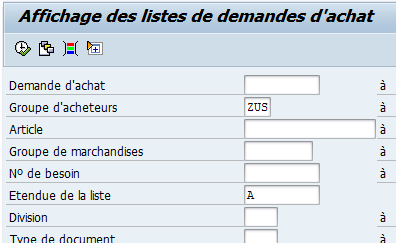 Affichage des listes de demandes d'achat
Demande d'achat à
Groupe d'acheteurs ZUS à
Article à
Groupe de marchandises à
Nº de besoin à
Etendue de la liste A
Division à
Type de document à